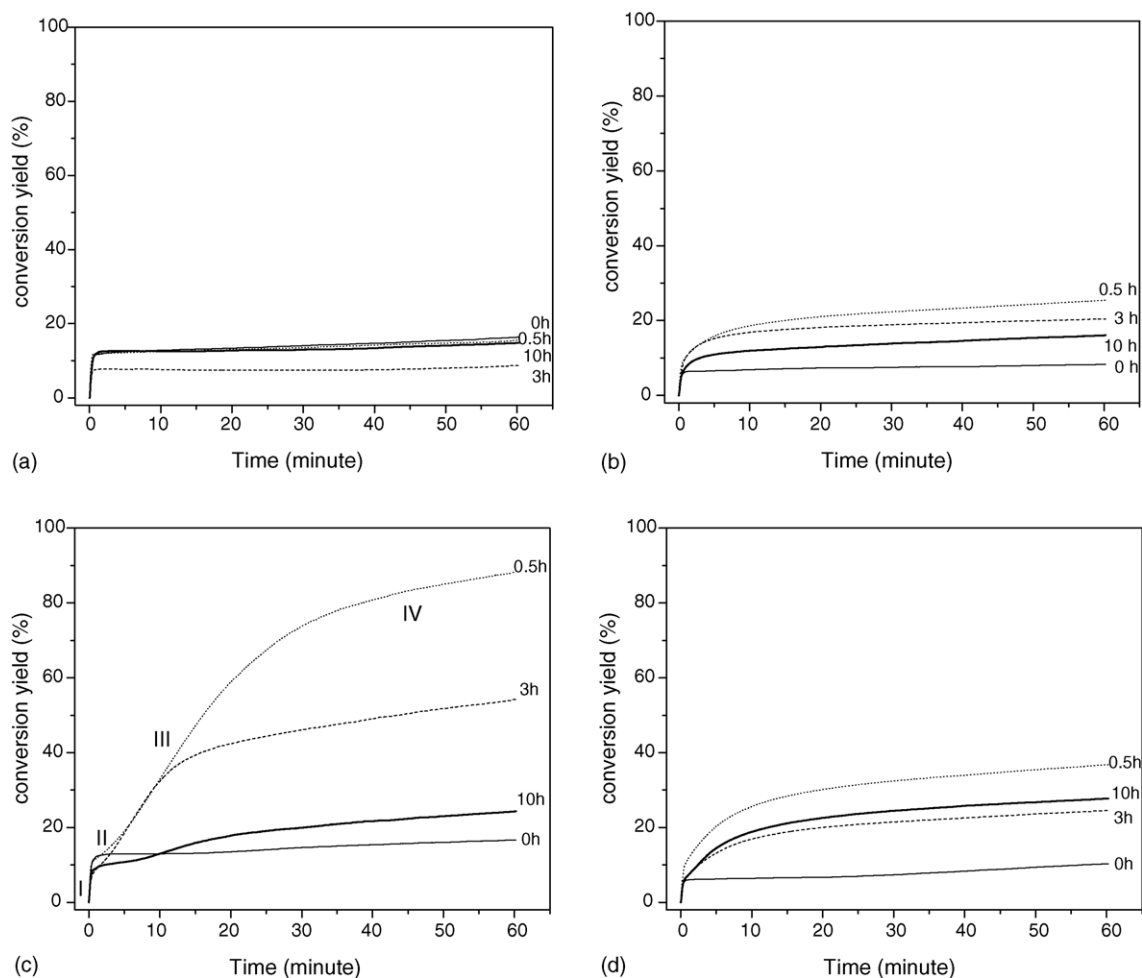 100
80
60
40
20
0
conversion yield (%)
0h
0.5h
10h
3h
0 10 20 30 40 50 60
Time (minute)
(a)
100
80
60
40
20
0
conversion yield (%)
0.5 h
3 h
10 h
0 h
0 10 20 30 40 50 60
Time (minute)
(b)
100
80
60
40
20
0
conversion yield (%)
I
II
III
IV
0.5h
3h
10h
0h
0 10 20 30 40 50 60
Time (minute)
(c)
100
80
60
40
20
0
conversion yield (%)
0.5h
10h
3h
0h
0 10 20 30 40 50 60
Time (minute)
(d)